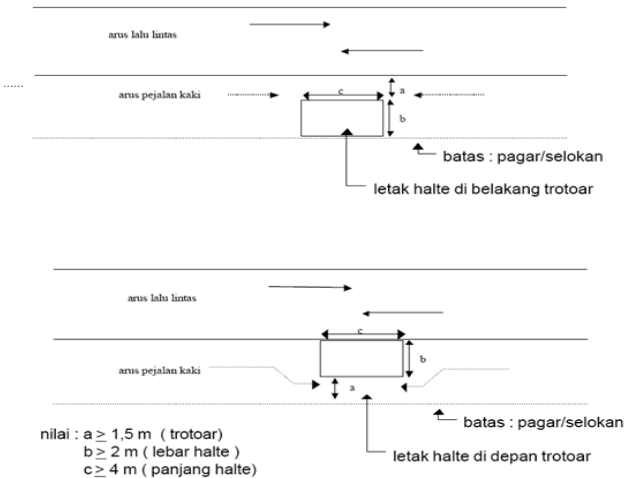 arus lalu lintas
......
arus pejalan kaki
c
a
b
batas : pagar/selokan
letak halte di belakang trotoar
arus lalu lintas
c
b
arus pejalan kaki
a
batas : pagar/selokan
nilai : a ≥ 1,5 m ( trotoar)
b ≥ 2 m ( lebar halte )
letak halte di depan trotoar
c ≥ 4 m ( panjang halte)